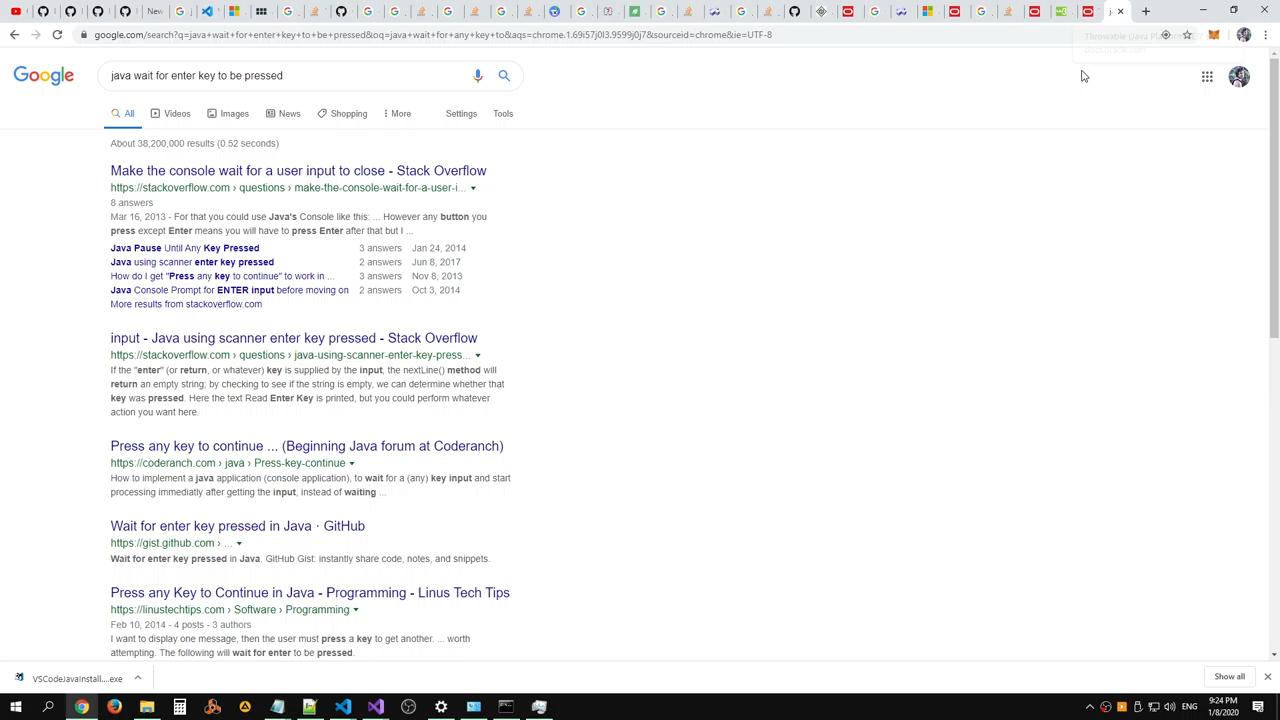 New
google.com/search?q=java+wait+for+enter+key+to+be+pressed&oq=java+wait+for+any+key+to&aqs=chrome.1.69i57j0l3.9599j0j7&sourceid=chrome&ie=UTF-8
Throwable (Java Platform
docs.oracle.com
Google
java wait for enter key to be pressed
All
Videos
Images
News
Shopping
More
Settings
Tools
About 38,200,000 results (0.52 seconds)
Make the console wait for a user input to close - Stack Overflow
https://stackoverflow.com › questions › make-the-console-wait-for-a-user-i...
8 answers
Mar 16, 2013 - For that you could use Java's Console like this: ... However any button you
press except Enter means you will have to press Enter after that but I ...
Java Pause Until Any Key Pressed 3 answers Jan 24, 2014
Java using scanner enter key pressed 2 answers Jun 8, 2017
How do I get "Press any key to continue" to work in ... 3 answers Nov 8, 2013
Java Console Prompt for ENTER input before moving on 2 answers Oct 3, 2014
More results from stackoverflow.com
input - Java using scanner enter key pressed - Stack Overflow
https://stackoverflow.com › questions › java-using-scanner-enter-key-press...
If the "enter" (or return, or whatever) key is supplied by the input, the nextLine() method will
return an empty string; by checking to see if the string is empty, we can determine whether that
key was pressed. Here the text Read Enter Key is printed, but you could perform whatever
action you want here.
Press any key to continue ... (Beginning Java forum at Coderanch)
https://coderanch.com › java › Press-key-continue
How to implement a java application (console application), to wait for a (any) key input and start
processing immediatly after getting the input, instead of waiting ...
Wait for enter key pressed in Java · GitHub
https://gist.github.com › ...
Wait for enter key pressed in Java. GitHub Gist: instantly share code, notes, and snippets.
Press any Key to Continue in Java - Programming - Linus Tech Tips
https://linustechtips.com › Software › Programming
Feb 10, 2014 - 4 posts - 3 authors
I want to display one message, then the user must press a key to get another. ... worth
attempting. The following will wait for enter to be pressed.
VSCodeJavaInstall....exe
Show all
ENG
9:24 PM
1/8/2020